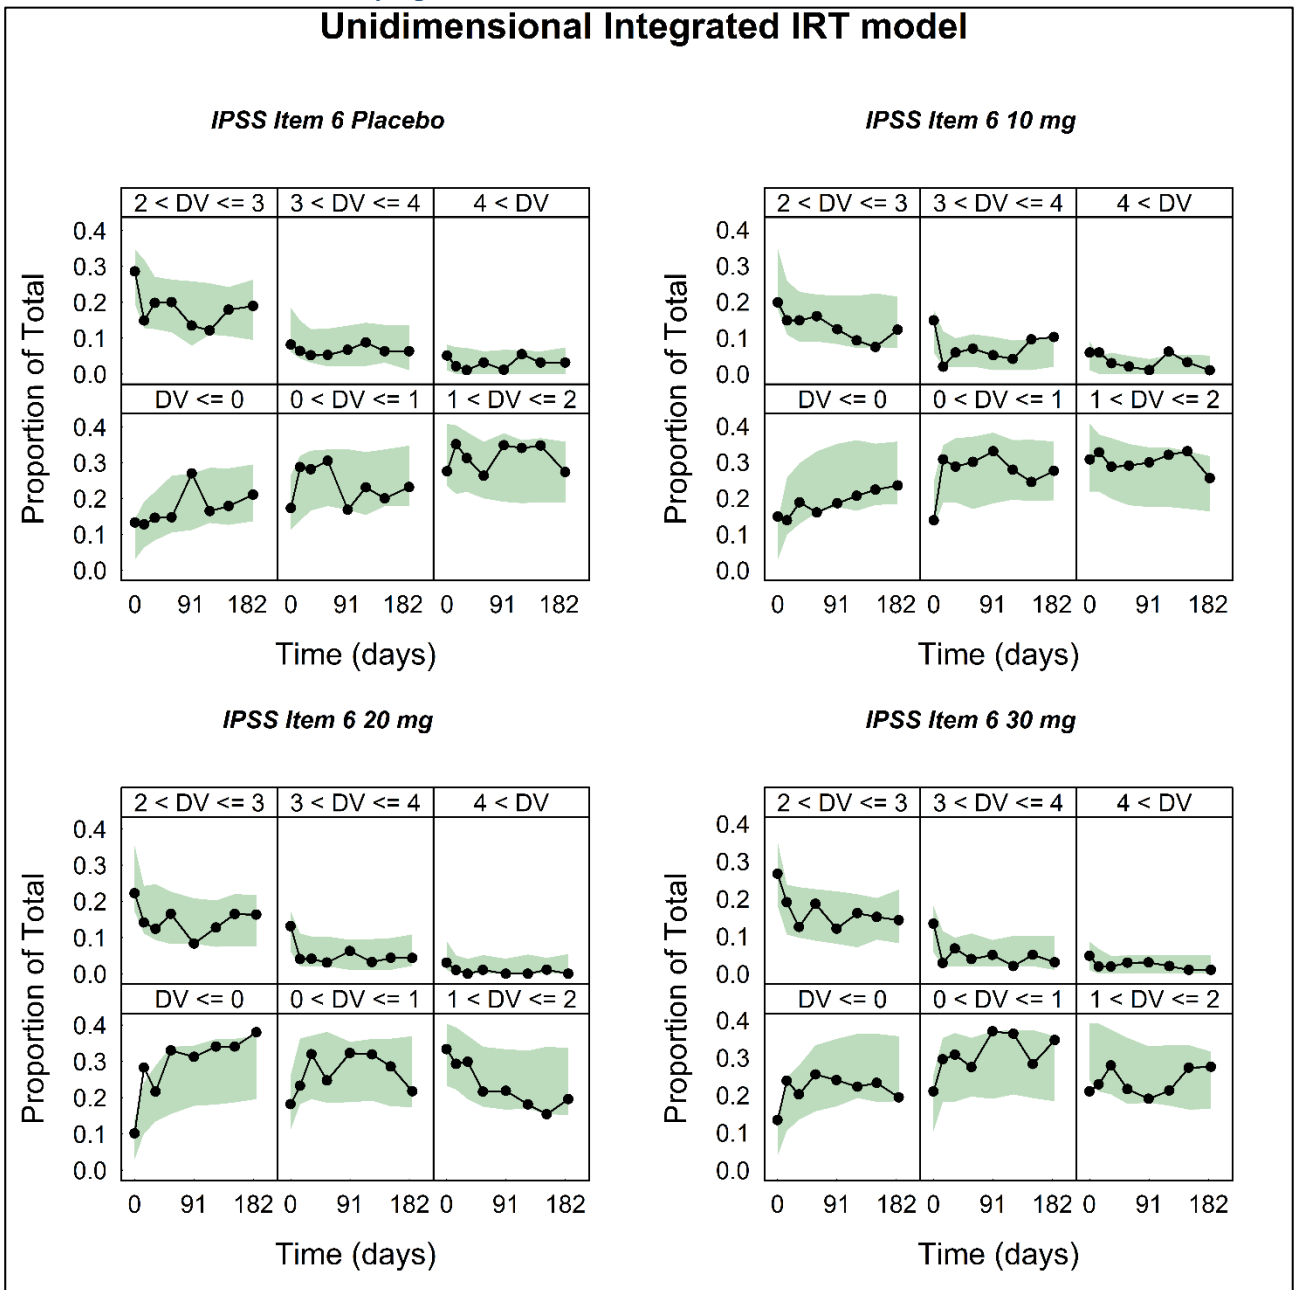 Unidimensional Integrated IRT model
IPSS Item 6 Placebo
2 < DV <= 3 3 < DV <= 4 4 < DV
0.4
0.3
0.2
0.1
0.0
DV <= 0 0 < DV <= 1 1 < DV <= 2
0.4
0.3
0.2
0.1
0.0
Proportion of Total
0 91 182 0 91 182 0 91 182
Time (days)
IPSS Item 6 10 mg
2 < DV <= 3 3 < DV <= 4 4 < DV
0.4
0.3
0.2
0.1
0.0
DV <= 0 0 < DV <= 1 1 < DV <= 2
0.4
0.3
0.2
0.1
0.0
Proportion of Total
0 91 182 0 91 182 0 91 182
Time (days)
IPSS Item 6 20 mg
2 < DV <= 3 3 < DV <= 4 4 < DV
0.4
0.3
0.2
0.1
0.0
DV <= 0 0 < DV <= 1 1 < DV <= 2
0.4
0.3
0.2
0.1
0.0
Proportion of Total
0 91 182 0 91 182 0 91 182
Time (days)
IPSS Item 6 30 mg
2 < DV <= 3 3 < DV <= 4 4 < DV
0.4
0.3
0.2
0.1
0.0
DV <= 0 0 < DV <= 1 1 < DV <= 2
0.4
0.3
0.2
0.1
0.0
Proportion of Total
0 91 182 0 91 182 0 91 182
Time (days)